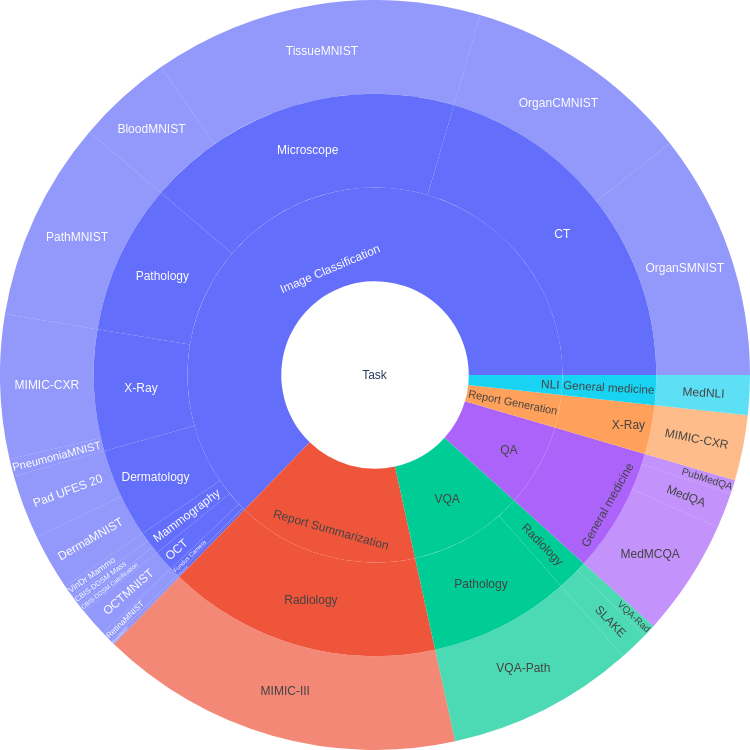 Task
Image Classification
CT
OrganSMNIST
OrganCMNIST
Microscope
TissueMNIST
BloodMNIST
Pathology
PathMNIST
X-Ray
MIMIC-CXR
PneumoniaMNIST
Dermatology
Pad UFES 20
DermaMNIST
Mammography
VinDr Mammo
CBIS-DDSM Mass
CBIS-DDSM Calcification
OCT
OCTMNIST
Fundus Camera
RetinaMNIST
Report Summarization
Radiology
MIMIC-III
VQA
Pathology
VQA-Path
Radiology
SLAKE
VQA-Rad
QA
General medicine
MedMCQA
MedQA
PubMedQA
Report Generation
X-Ray
MIMIC-CXR
NLI
General medicine
MedNLI